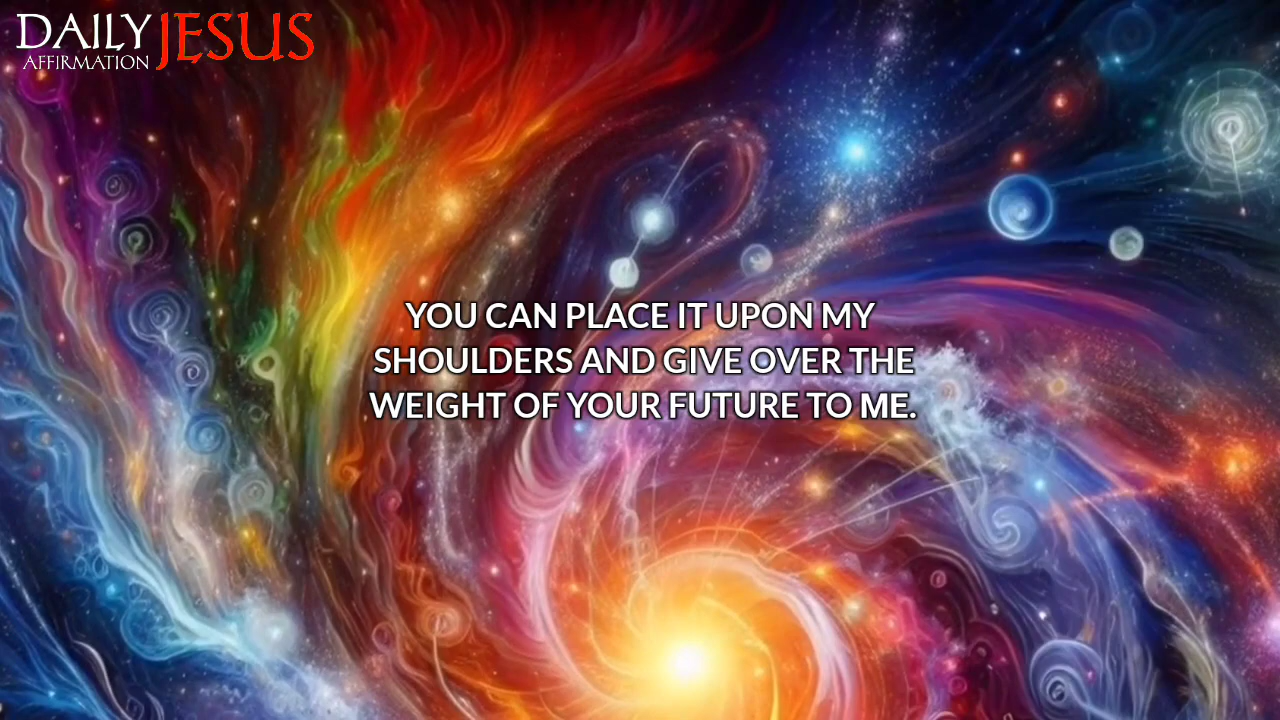 DAILY JESUS
AFFIRMATION
YOU CAN PLACE IT UPON MY
SHOULDERS AND GIVE OVER THE
WEIGHT OF YOUR FUTURE TO ME.